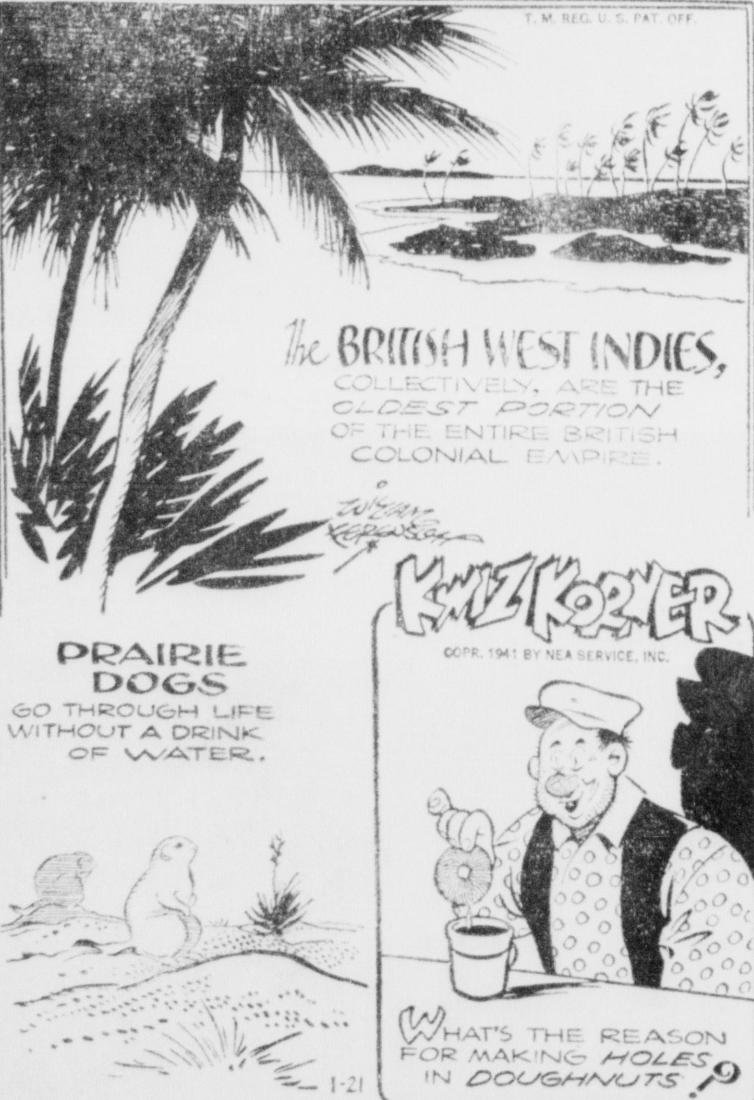 T. M. REG. U. S. PAT. OFF.
The BRITISH WEST INDIES,
COLLECTIVELY, ARE THE
OLDEST PORTION
OF THE ENTIRE BRITISH
COLONIAL EMPIRE.
WILLIAM
FERGUSON
PRAIRIE
DOGS
GO THROUGH LIFE
WITHOUT A DRINK
OF WATER.
1-21
KWIZ KORNER
COPR. 1941 BY NEA SERVICE, INC.
WHAT'S THE REASON
FOR MAKING HOLES
IN DOUGHNUTS?